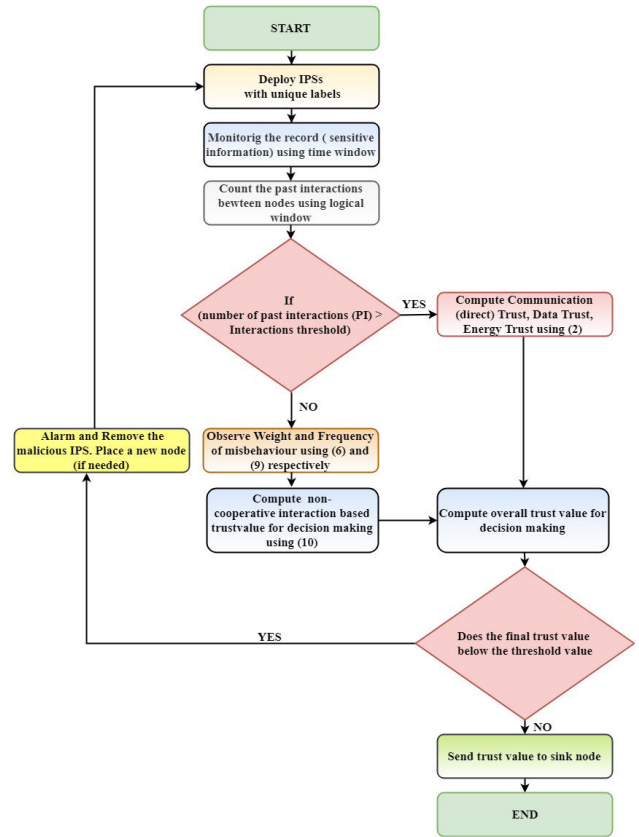 START
Deploy IPSs
with unique labels
Monitorig the record ( sensitive
information) using time window
Count the past interactions
bewteen nodes using logical
window
If
(number of past interactions (PI) >
Interactions threshold)
YES
Compute Communication
(direct) Trust, Data Trust,
Energy Trust using (2)
NO
Alarm and Remove the
malicious IPS. Place a new node
(if needed)
Observe Weight and Frequency
of misbehaviour using (6) and
(9) respectively
Compute non-
cooperative interaction based
trustvalue for decision making
using (10)
Compute overall trust value for
decision making
YES
Does the final trust value
below the threshold value
NO
Send trust value to sink node
END